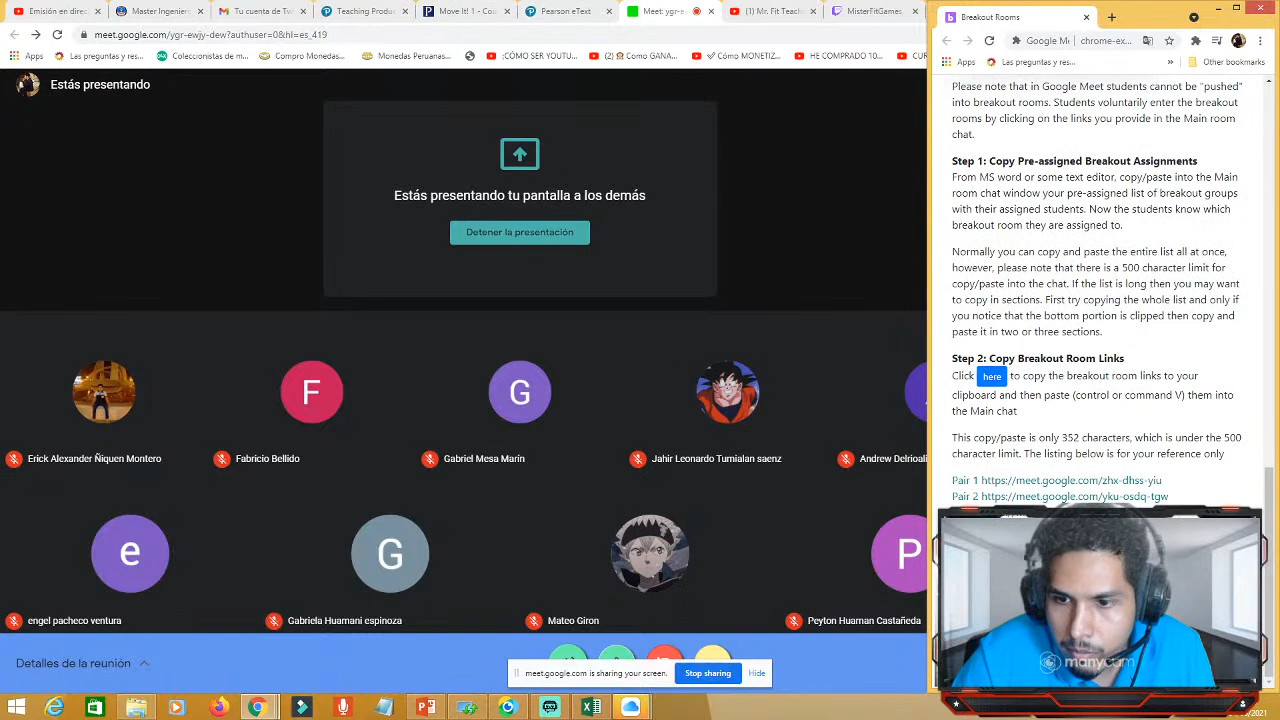 Emisión en direc
Master Ingenier
Tu cuenta de Tw
Teaching Produc
Move It! 1 - Cou
Pearson eText
Meet: ygr-e
(1) Mr. Fit Teach
MisterFitGames
meet.google.com/ygr-ewjy-dew
user=0&hl=es_419
Apps
Las preguntas y res...
Coleccionistas de m...
Compro Monedas...
Monedas Peruanas...
¡CÓMO SER YOUTU...
(2) Como GANA...
✓✓ Cómo MONETIZ...
HE COMPRADO 10...
CUR
Estás presentando
Estás presentando tu pantalla a los demás
Detener la presentación
F
G
Erick Alexander Ñiquen Montero
Fabricio Bellido
Gabriel Mesa Marín
Jahir Leonardo Tumialan saenz
Andrew Delrioali
e
G
P
engel pacheco ventura
Gabriela Huamani espinoza
Mateo Giron
Peyton Huaman Castañeda
Detalles de la reunión
meet.google.com is sharing your screen.
Stop sharing
Hide
Breakout Rooms
Google Me
chrome-ex...
Apps
Las preguntas y res...
»
Other bookmarks
Please note that in Google Meet students cannot be "pushed"
into breakout rooms. Students voluntarily enter the breakout
rooms by clicking on the links you provide in the Main room
chat.
Step 1: Copy Pre-assigned Breakout Assignments
From MS word or some text editor, copy/paste into the Main
room chat window your pre-assigned list of breakout groups
with their assigned students. Now the students know which
breakout room they are assigned to.
Normally you can copy and paste the entire list all at once,
however, please note that there is a 500 character limit for
copy/paste into the chat. If the list is long then you may want
to copy in sections. First try copying the whole list and only if
you notice that the bottom portion is clipped then copy and
paste it in two or three sections.
Step 2: Copy Breakout Room Links
Click here to copy the breakout room links to your
clipboard and then paste (control or command V) them into
the Main chat
This copy/paste is only 352 characters, which is under the 500
character limit. The listing below is for your reference only
Pair 1 https://meet.google.com/zhx-dhss-yiu
Pair 2 https://meet.google.com/yku-osdq-tgw
manycam
/2021